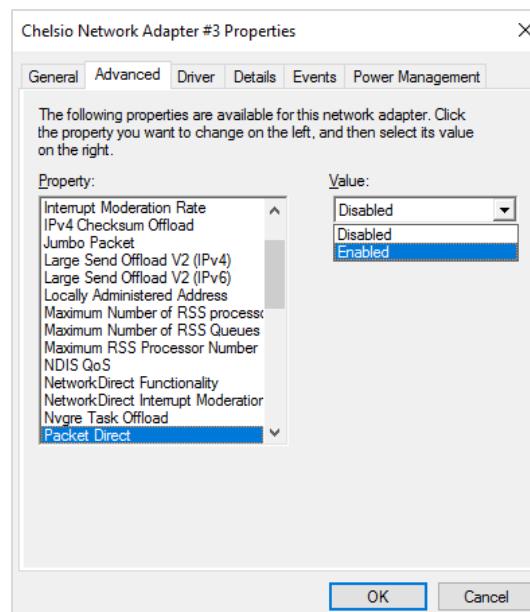 Chelsio Network Adapter #3 Properties
General Advanced Driver Details Events Power Management
The following properties are available for this network adapter. Click
the property you want to change on the left, and then select its value
on the right.
Property:
Interrupt Moderation Rate
IPv4 Checksum Offload
Jumbo Packet
Large Send Offload V2 (IPv4)
Large Send Offload V2 (IPv6)
Locally Administered Address
Maximum Number of RSS processo
Maximum Number of RSS Queues
Maximum RSS Processor Number
NDIS QoS
NetworkDirect Functionality
NetworkDirect Interrupt Moderation
Nvgre Task Offload
Packet Direct
Value:
Disabled
Disabled
Enabled
OK Cancel